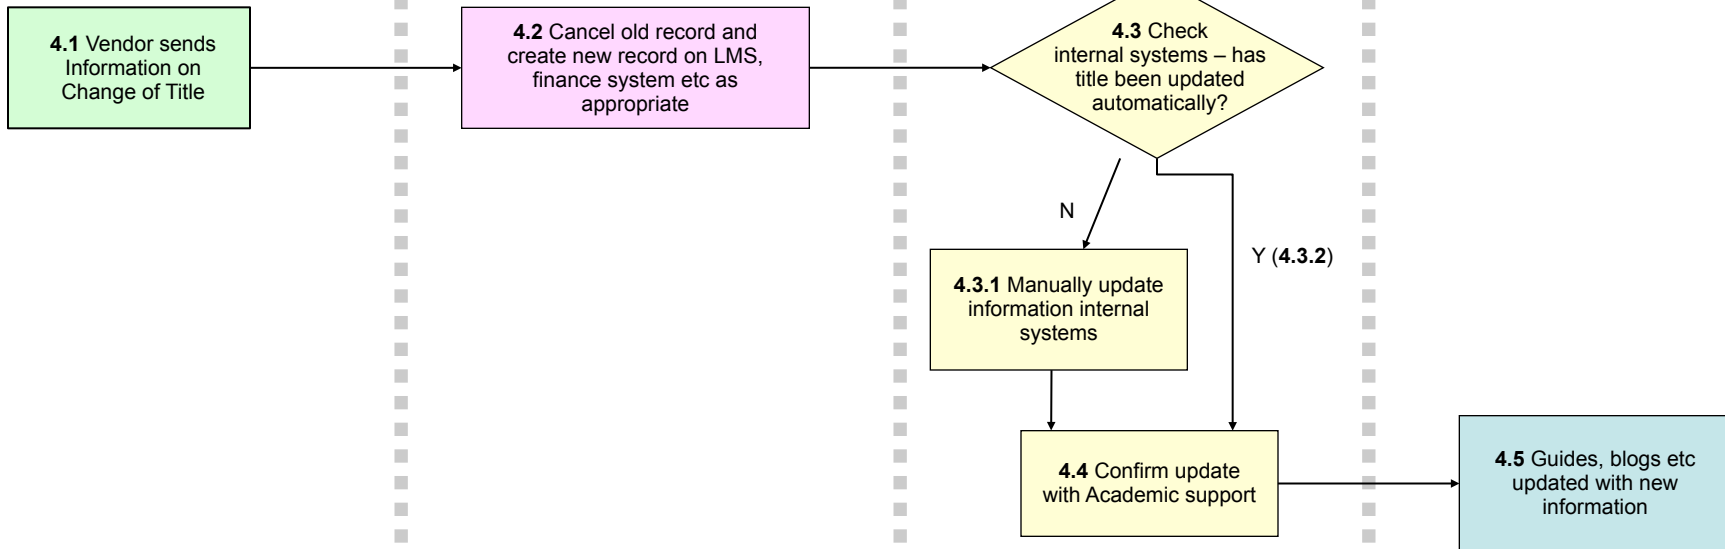 4.1 Vendor sends
Information on
Change of Title
4.2 Cancel old record and
create new record on LMS,
finance system etc as
appropriate
4.3 Check
internal systems – has
title been updated
automatically?
N
Y (4.3.2)
4.3.1 Manually update
information internal
systems
4.4 Confirm update
with Academic support
4.5 Guides, blogs etc
updated with new
information